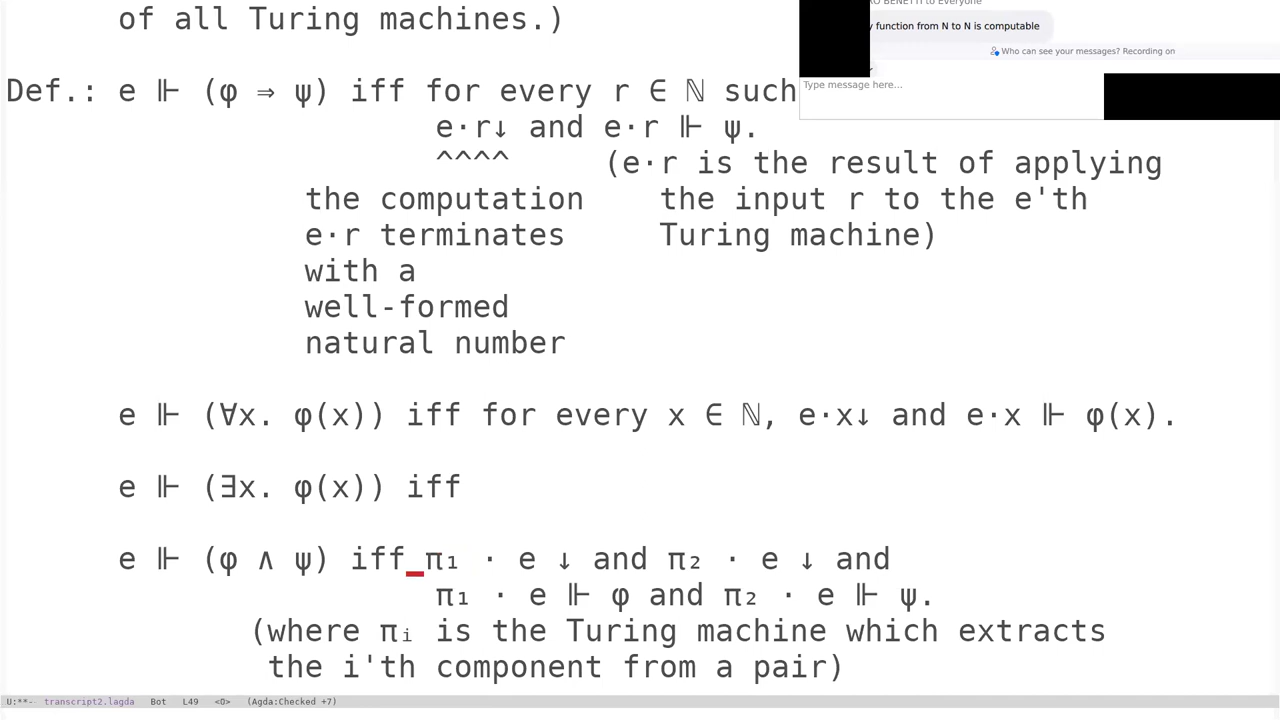 of all Turing machines.)
BENETTI to Everyone
function from N to N is computable
Who can see your messages? Recording on
Type message here...
Def.: e ⊩ (φ ⇒ ψ) iff for every r ∈ ℕ such
e·r↓ and e·r ⊩ ψ.
^^^^ (e·r is the result of applying
the computation the input r to the e'th
e·r terminates Turing machine)
with a
well-formed
natural number
e ⊩ (∀x. φ(x)) iff for every x ∈ ℕ, e·x↓ and e·x ⊩ φ(x).
e ⊩ (∃x. φ(x)) iff
e ⊩ (φ ∧ ψ) iff π₁ · e ↓ and π₂ · e ↓ and
π₁ · e ⊩ φ and π₂ · e ⊩ ψ.
(where πᵢ is the Turing machine which extracts
the i'th component from a pair)
U:**- transcript2.lagda Bot L49 <Ω> (Agda:Checked +7)